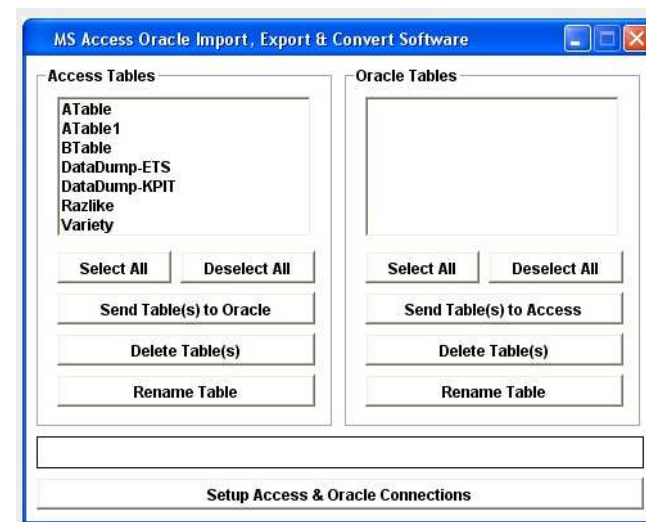 MS Access Oracle Import, Export & Convert Software
Access Tables
ATable
ATable1
BTable
DataDump-ETS
DataDump-KPIT
Razlike
Variety
Select All
Deselect All
Send Table(s) to Oracle
Delete Table(s)
Rename Table
Oracle Tables
Select All
Deselect All
Send Table(s) to Access
Delete Table(s)
Rename Table
Setup Access & Oracle Connections